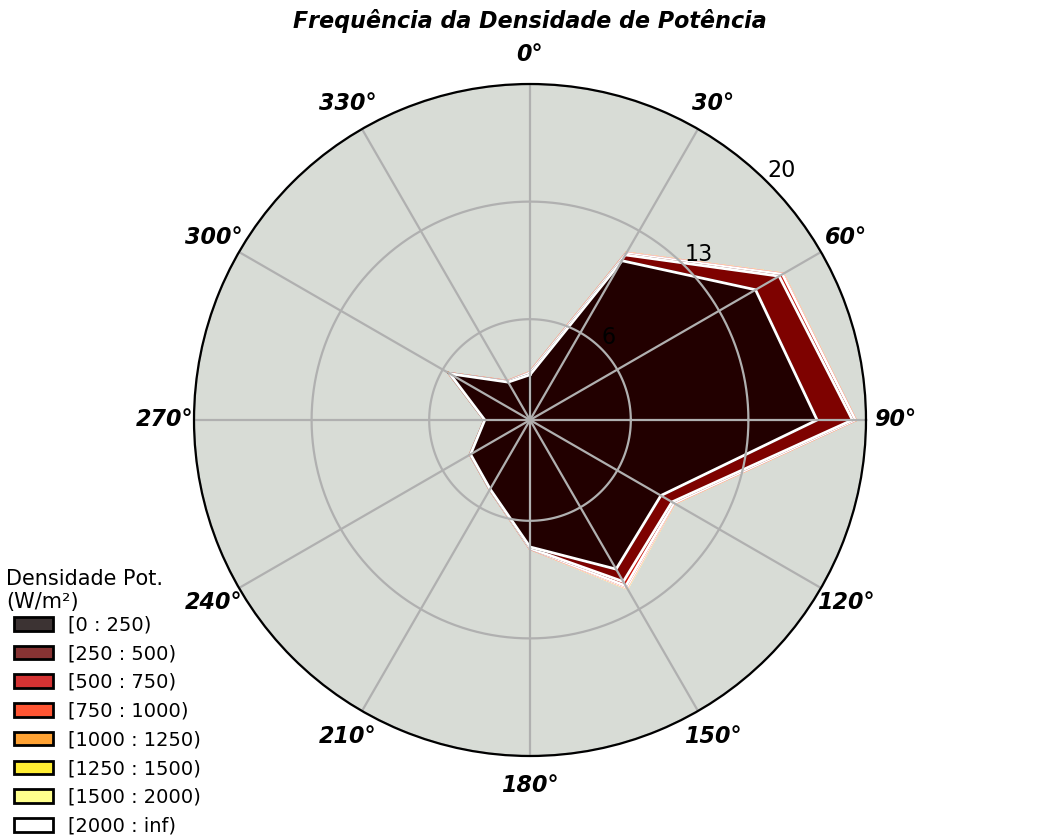 Frequência da Densidade de Potência
0°
330°
30°
20
300°
60°
13
6
270°
90°
240°
120°
210°
150°
180°
Densidade Pot.
(W/m²)
[0 : 250)
[250 : 500)
[500 : 750)
[750 : 1000)
[1000 : 1250)
[1250 : 1500)
[1500 : 2000)
[2000 : inf)